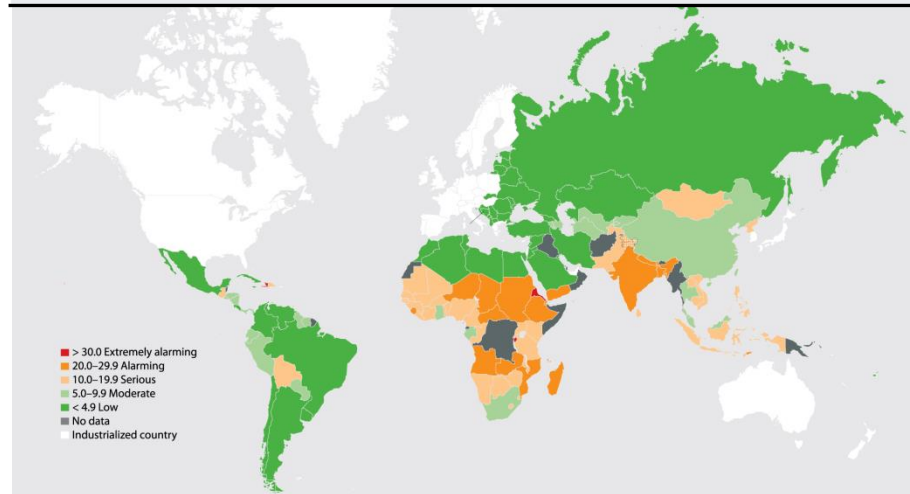 > 30.0 Extremely alarming
20.0–29.9 Alarming
10.0–19.9 Serious
5.0–9.9 Moderate
< 4.9 Low
No data
Industrialized country